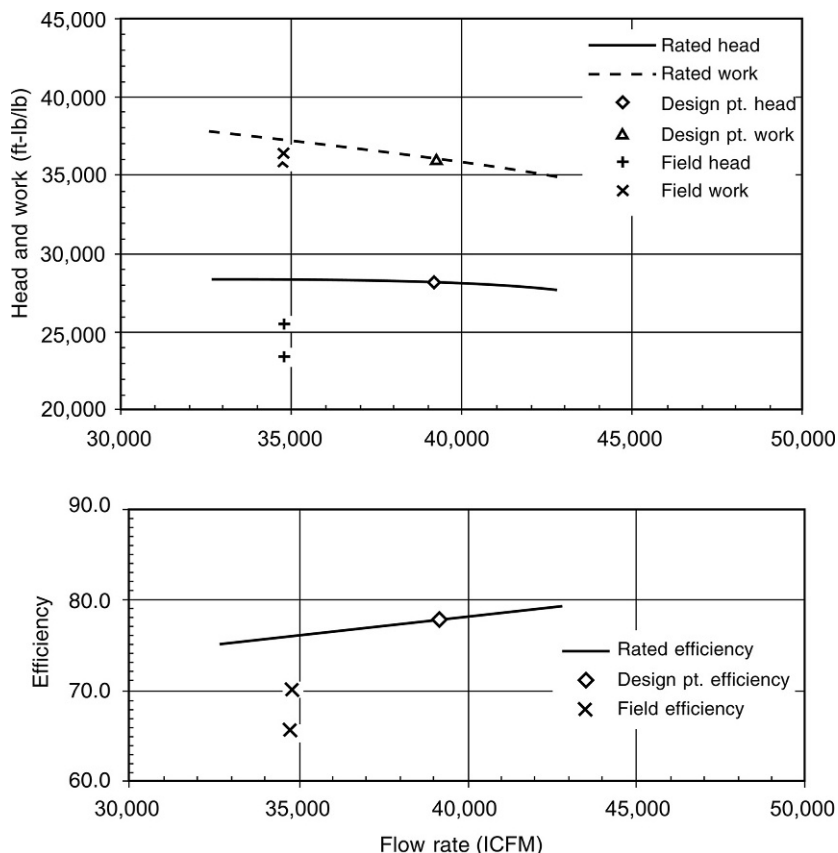 45,000
40,000
35,000
30,000
25,000
20,000
Head and work (ft-lb/lb)
Rated head
Rated work
Design pt. head
Design pt. work
Field head
Field work
30,000 35,000 40,000 45,000 50,000
90.0
80.0
70.0
60.0
Efficiency
Rated efficiency
Design pt. efficiency
Field efficiency
30,000 35,000 40,000 45,000 50,000
Flow rate (ICFM)